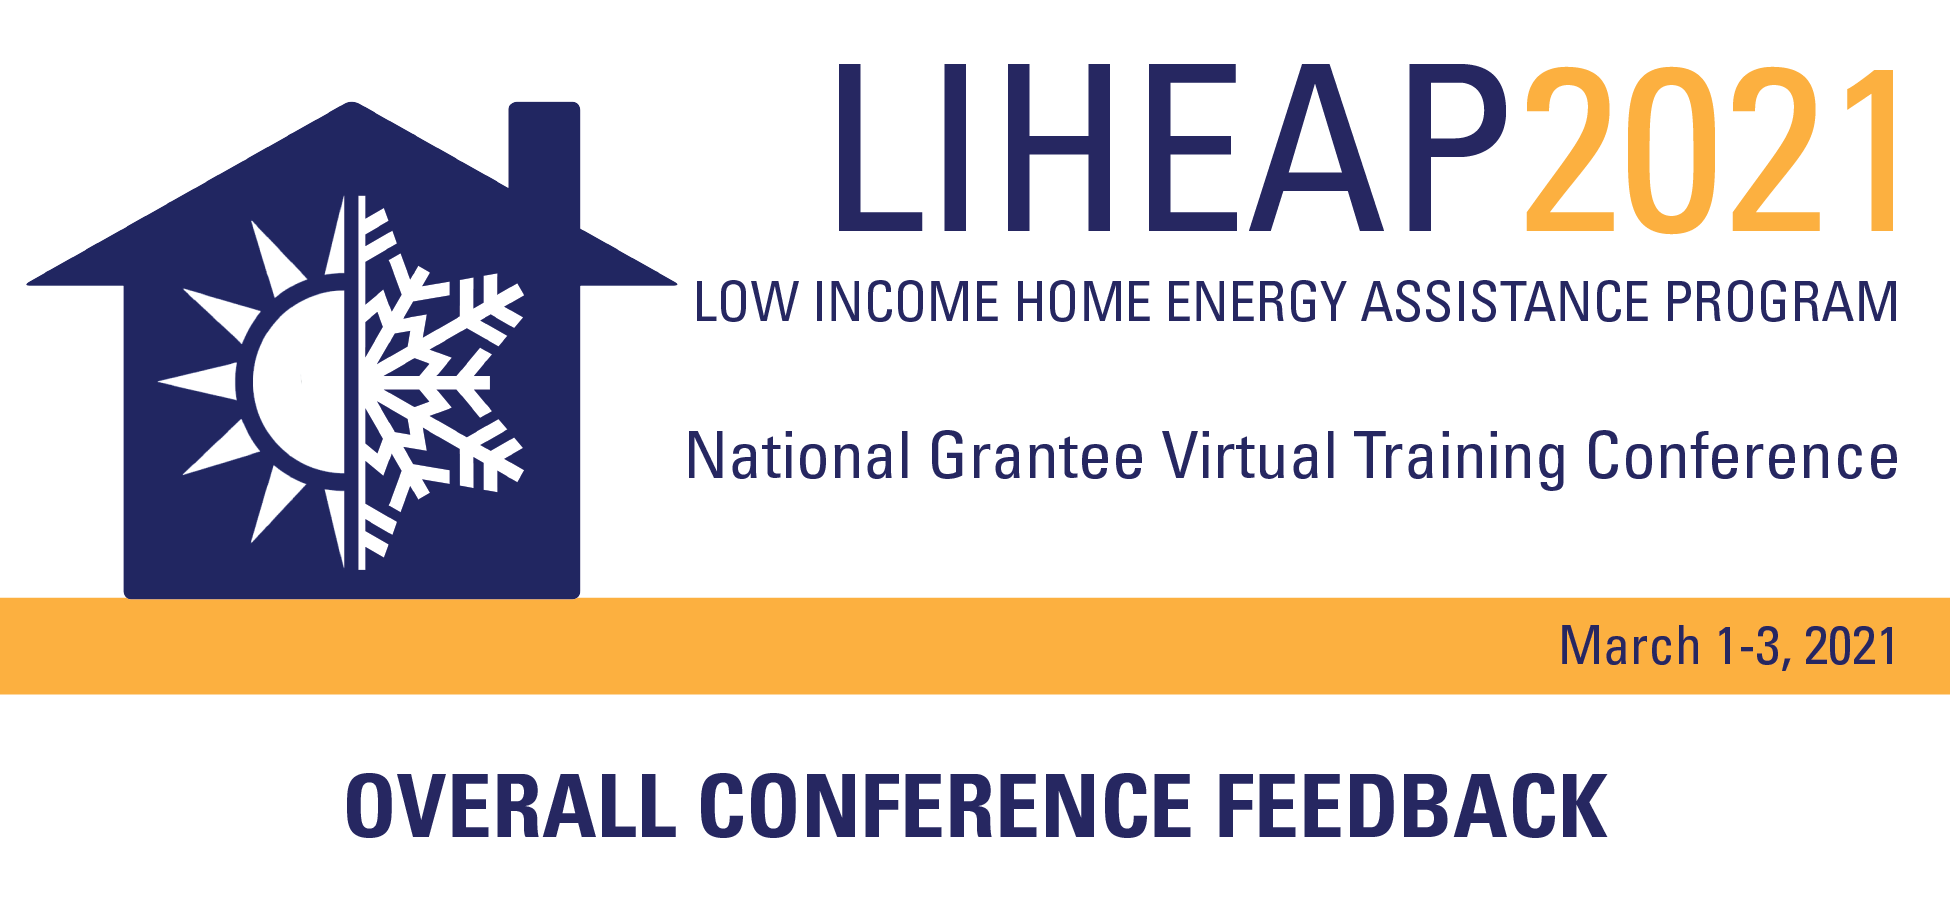 LIHEAP2021
LOW INCOME HOME ENERGY ASSISTANCE PROGRAM
National Grantee Virtual Training Conference
March 1-3, 2021
OVERALL CONFERENCE FEEDBACK